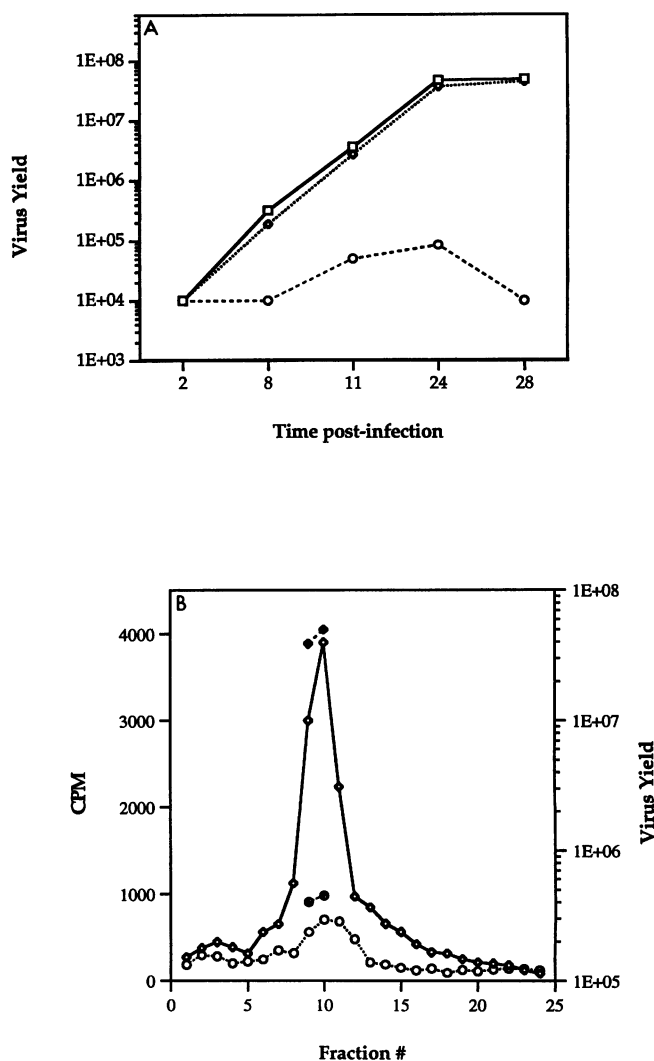 A
1E+08
1E+07
1E+06
1E+05
1E+04
1E+03
Virus Yield
2 8 11 24 28
Time post-infection
B
4000
3000
2000
1000
0
CPM
1E+08
1E+07
1E+06
1E+05
Virus Yield
0 5 10 15 20 25
Fraction #